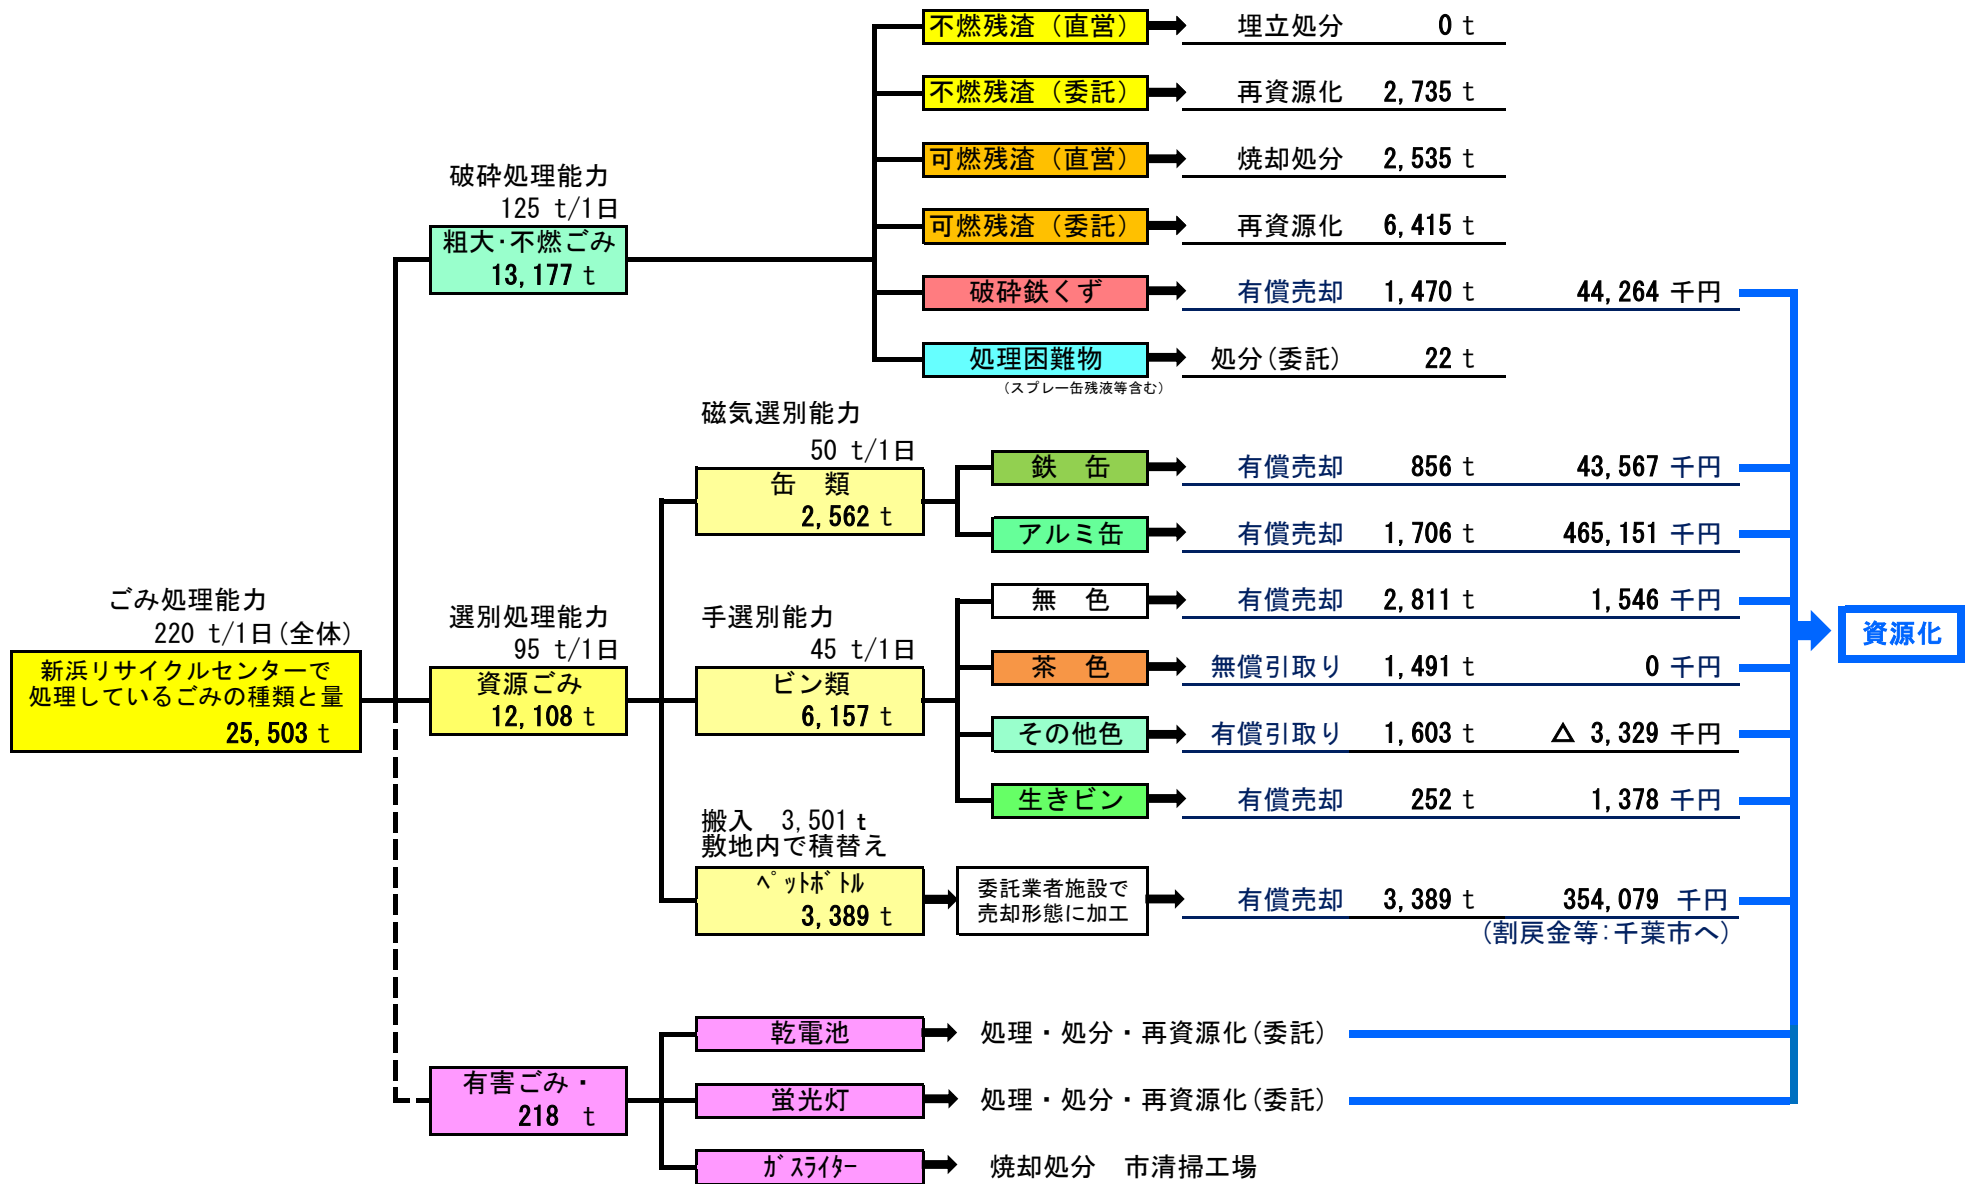 不燃残渣（直営） 埋立処分 0 t
不燃残渣（委託） 再資源化 2,735 t
可燃残渣（直営） 焼却処分 2,535 t
可燃残渣（委託） 再資源化 6,415 t
破砕鉄くず 有償売却 1,470 t 44,264 千円
処理困難物 処分(委託) 22 t
(スプレー缶残液等含む)
破砕処理能力
125 t/1日
粗大・不燃ごみ
13,177 t
磁気選別能力
50 t/1日
缶　類
2,562 t
鉄　缶 有償売却 856 t 43,567 千円
アルミ缶 有償売却 1,706 t 465,151 千円
ごみ処理能力
220 t/1日(全体)
新浜リサイクルセンターで
処理しているごみの種類と量
25,503 t
選別処理能力
95 t/1日
資源ごみ
12,108 t
手選別能力
45 t/1日
ビン類
6,157 t
無　色 有償売却 2,811 t 1,546 千円
茶　色 無償引取り 1,491 t 0 千円
その他色 有償引取り 1,603 t △ 3,329 千円
生きビン 有償売却 252 t 1,378 千円
資源化
搬入　3,501 t
敷地内で積替え
ﾍﾟｯﾄﾎﾞﾄﾙ
3,389 t
委託業者施設で
売却形態に加工
有償売却 3,389 t 354,079 千円
(割戻金等:千葉市へ)
有害ごみ・
218 t
乾電池 処理・処分・再資源化(委託)
蛍光灯 処理・処分・再資源化(委託)
ｶﾞｽﾗｲﾀｰ 焼却処分　市清掃工場